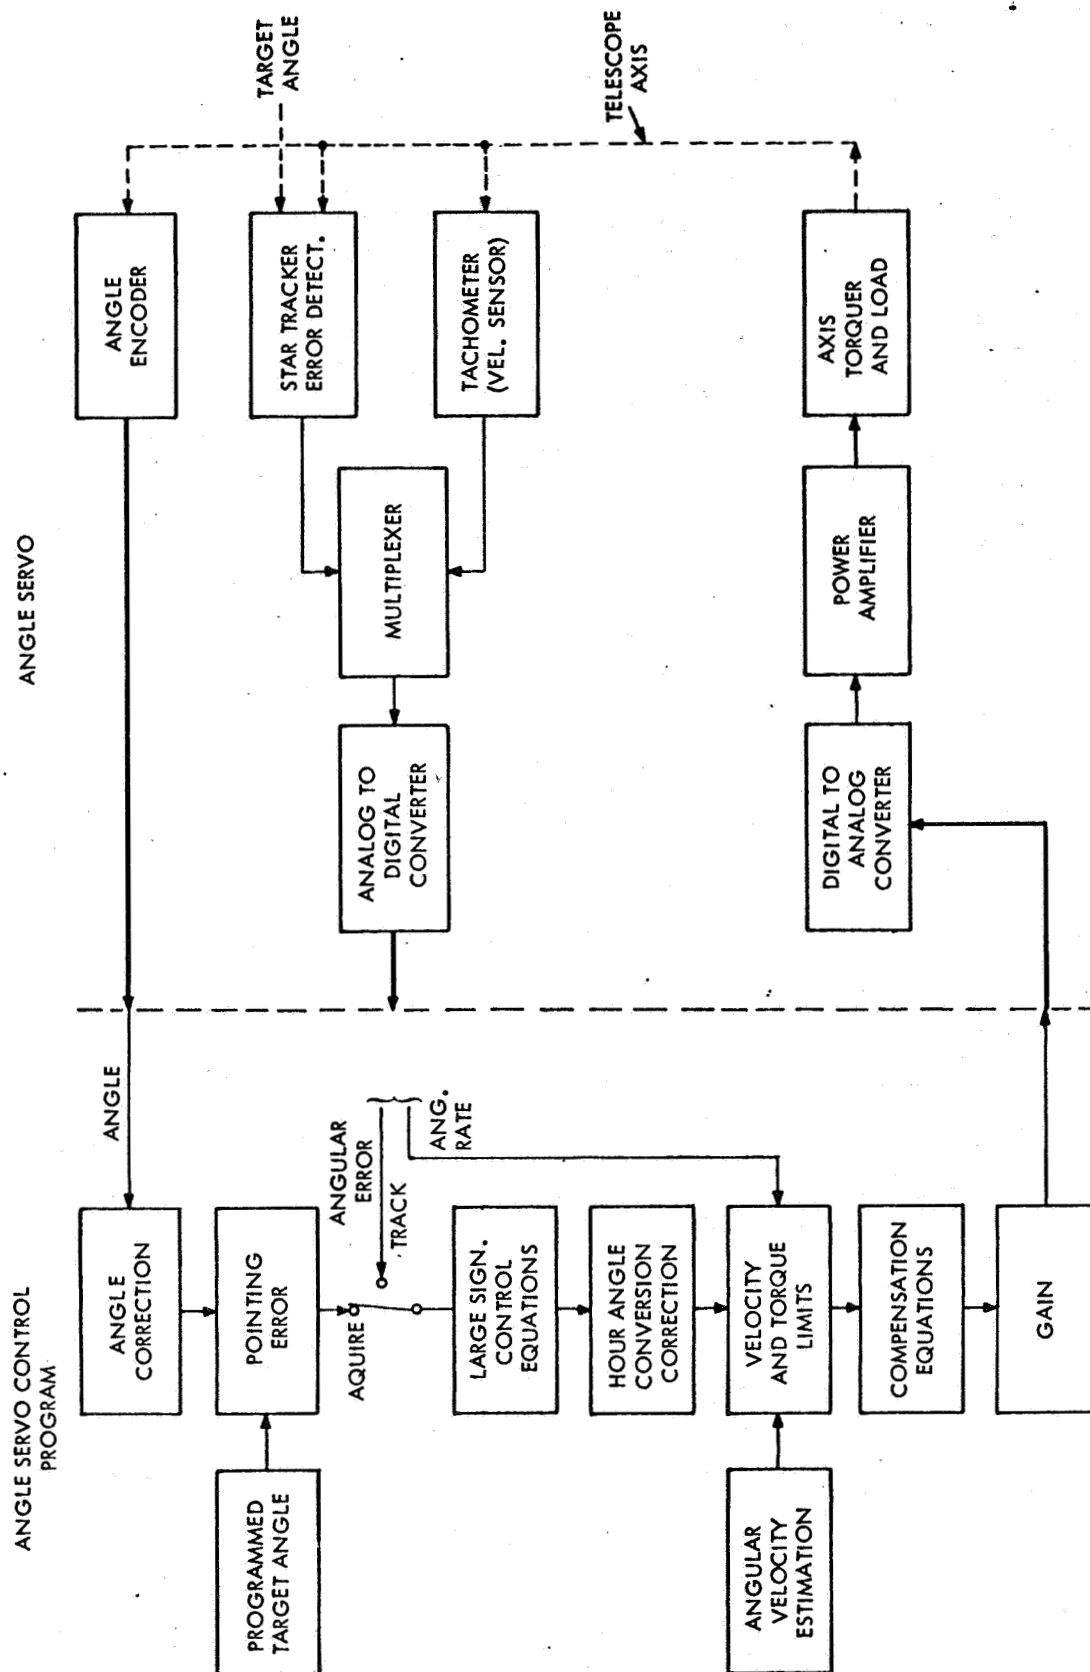 ANGLE SERVO CONTROL
PROGRAM
ANGLE SERVO
PROGRAMMED
TARGET ANGLE
ANGLE
CORRECTION
ANGLE
ANGLE
ENCODER
POINTING
ERROR
AQUIRE
TRACK
ANGULAR
ERROR
ANG.
RATE
LARGE SIGN.
CONTROL
EQUATIONS
HOUR ANGLE
CONVERSION
CORRECTION
ANGULAR
VELOCITY
ESTIMATION
VELOCITY
AND TORQUE
LIMITS
COMPENSATION
EQUATIONS
GAIN
ANALOG TO
DIGITAL
CONVERTER
MULTIPLEXER
STAR TRACKER
ERROR DETECT.
TACHOMETER
(VEL. SENSOR)
TARGET
ANGLE
TELESCOPE
AXIS
DIGITAL TO
ANALOG
CONVERTER
POWER
AMPLIFIER
AXIS
TORQUER
AND LOAD